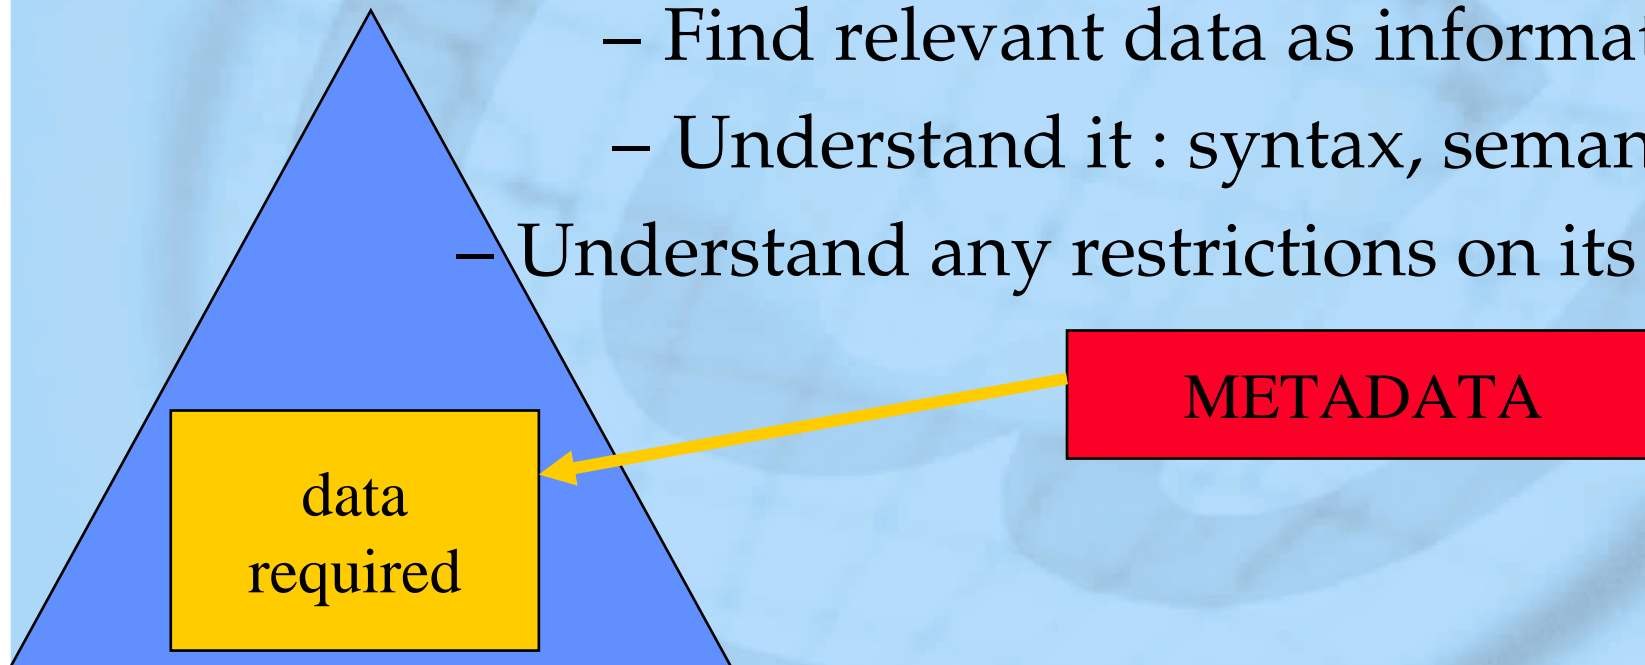 – Find relevant data as informat
– Understand it : syntax, seman
– Understand any restrictions on its
METADATA
data
required